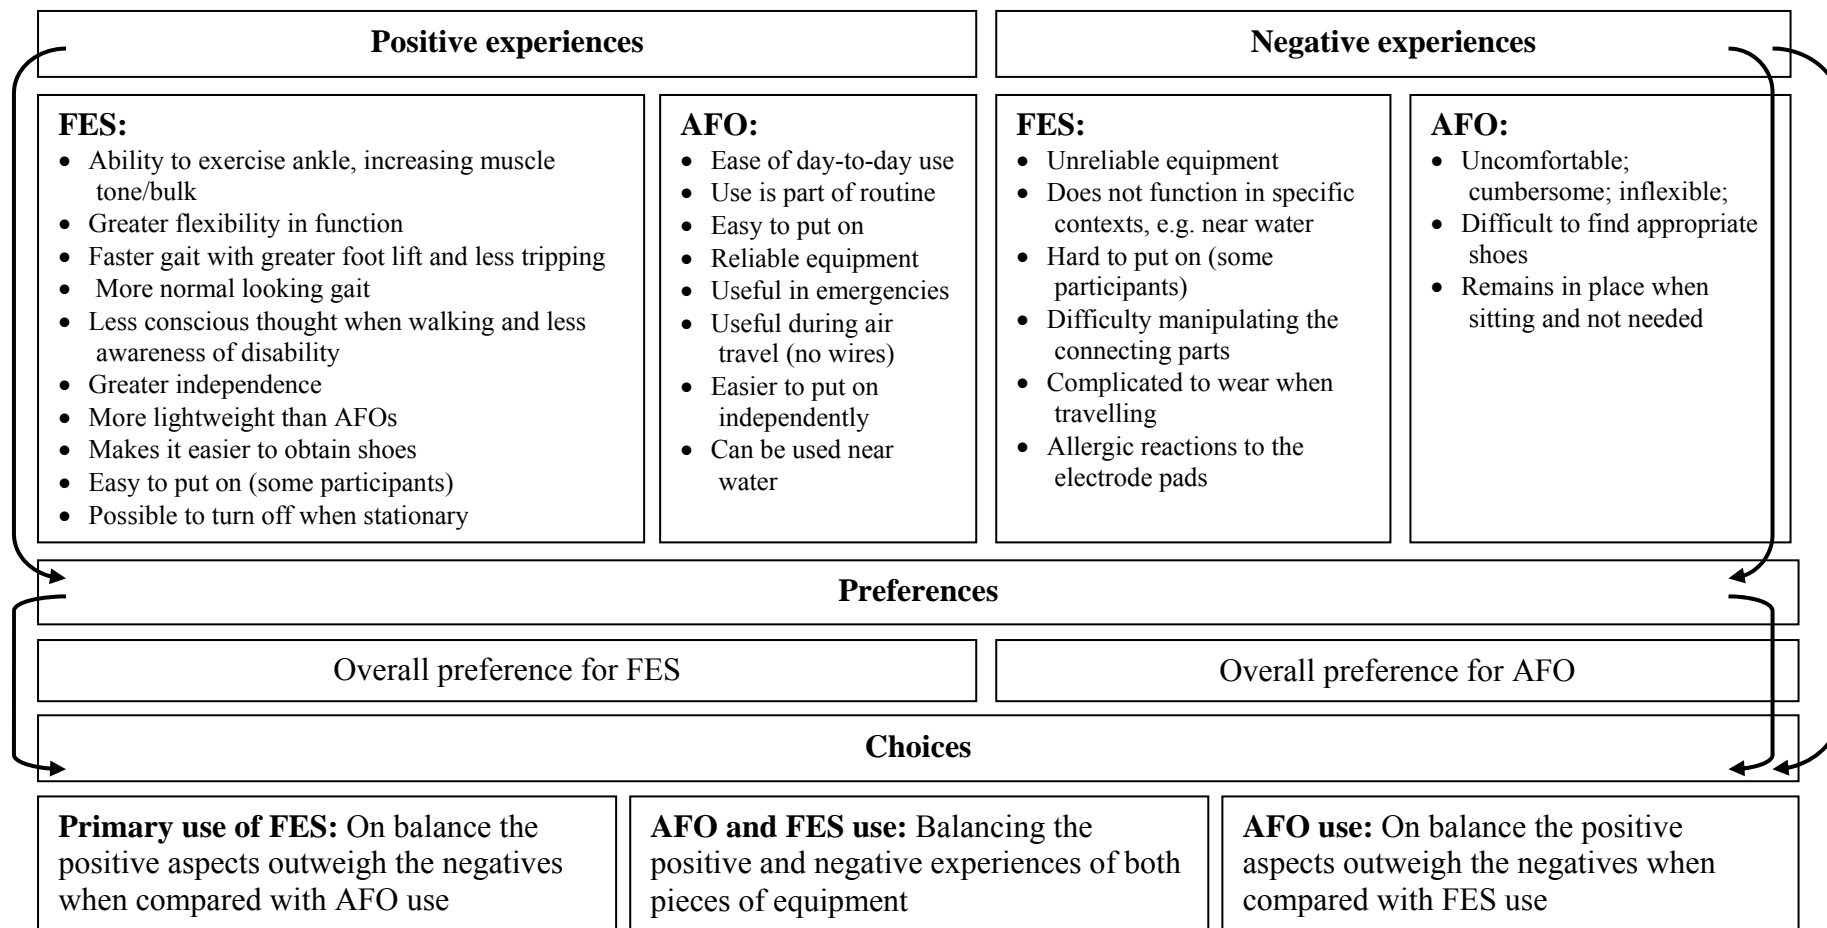 Positive experiences
Negative experiences
FES:
• Ability to exercise ankle, increasing muscle
tone/bulk
• Greater flexibility in function
• Faster gait with greater foot lift and less tripping
• More normal looking gait
• Less conscious thought when walking and less
awareness of disability
• Greater independence
• More lightweight than AFOs
• Makes it easier to obtain shoes
• Easy to put on (some participants)
• Possible to turn off when stationary
AFO:
• Ease of day-to-day use
• Use is part of routine
• Easy to put on
• Reliable equipment
• Useful in emergencies
• Useful during air
travel (no wires)
• Easier to put on
independently
• Can be used near
water
FES:
• Unreliable equipment
• Does not function in specific
contexts, e.g. near water
• Hard to put on (some
participants)
• Difficulty manipulating the
connecting parts
• Complicated to wear when
travelling
• Allergic reactions to the
electrode pads
AFO:
• Uncomfortable;
cumbersome; inflexible;
• Difficult to find appropriate
shoes
• Remains in place when
sitting and not needed
Preferences
Overall preference for FES
Overall preference for AFO
Choices
Primary use of FES: On balance the
positive aspects outweigh the negatives
when compared with AFO use
AFO and FES use: Balancing the
positive and negative experiences of both
pieces of equipment
AFO use: On balance the positive
aspects outweigh the negatives when
compared with FES use